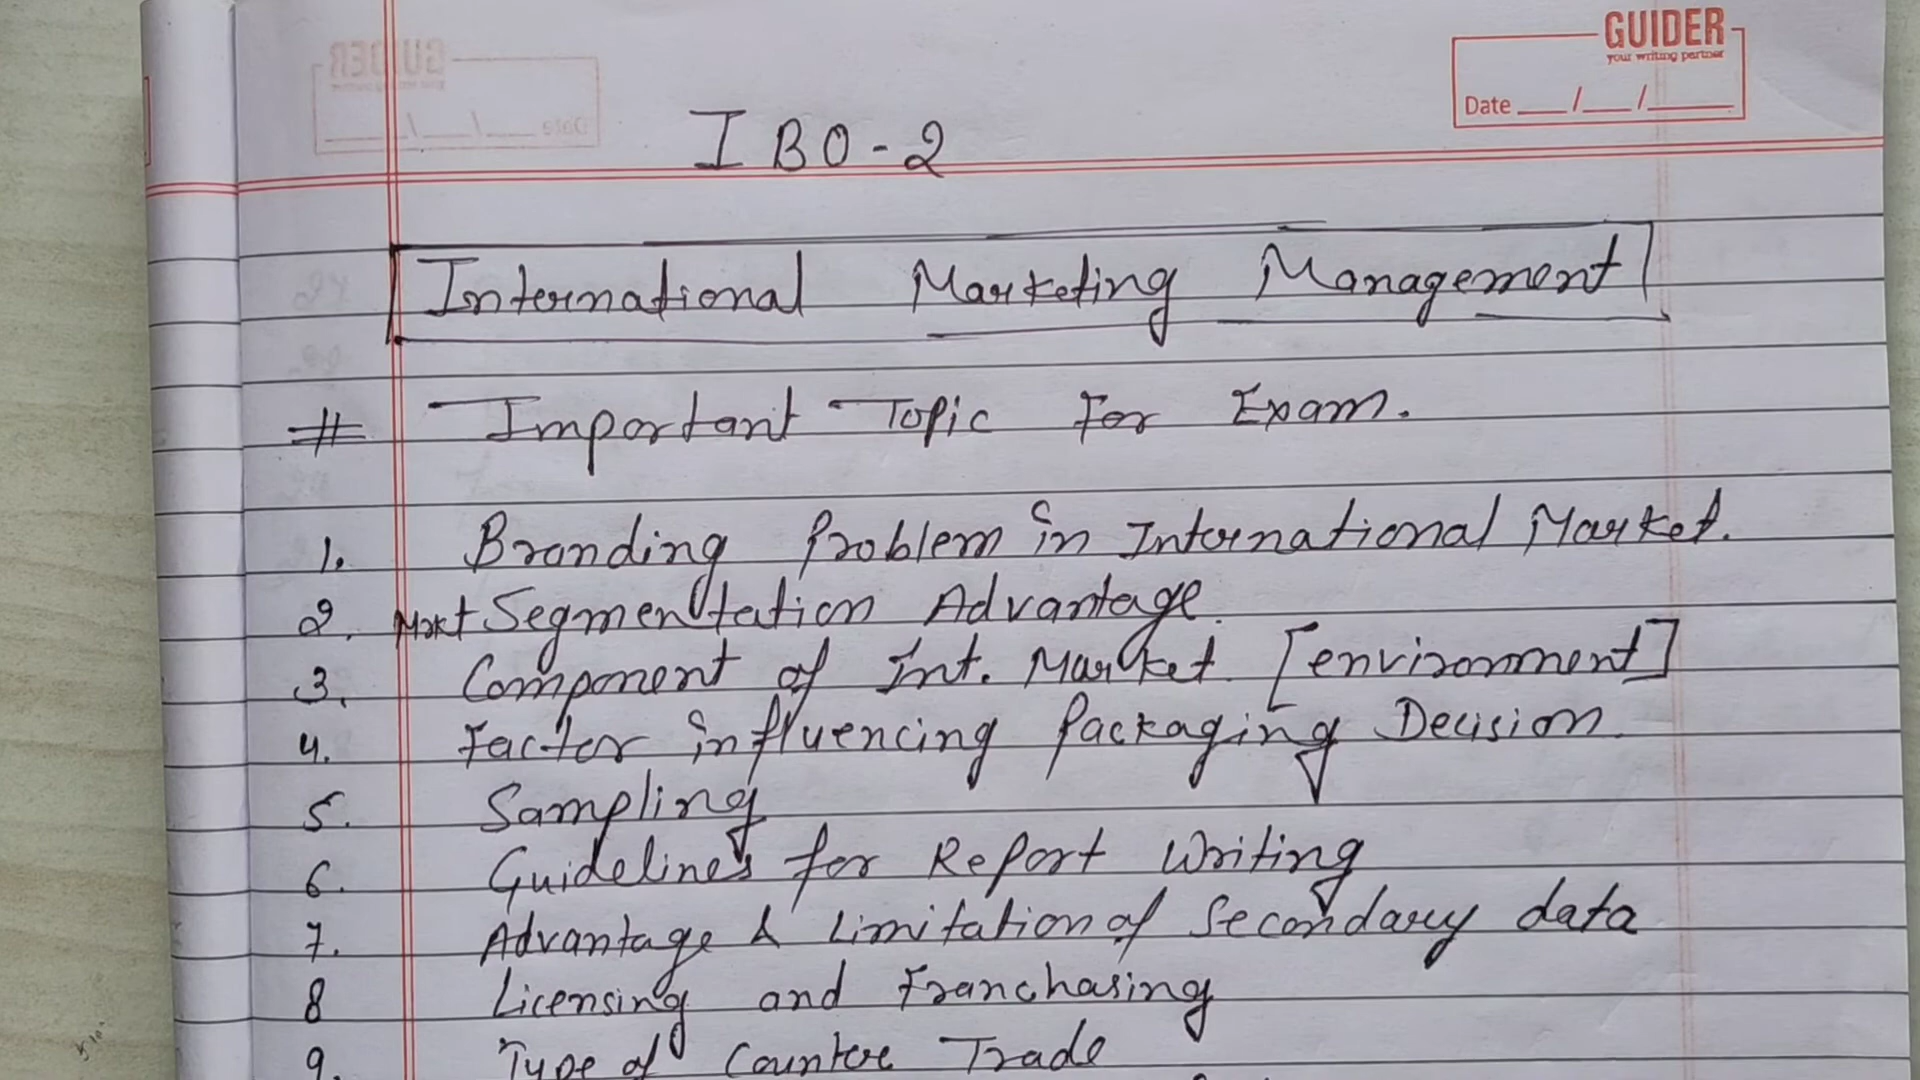 GUIDER
your writing partner
Date __/__/____
IBO-2
International Marketing Management
# Important Topic For Exam.
1. Branding Problem in International Market.
2. Mkt Segmentation Advantage.
3. Component of Int. Market [environment]
4. Factor influencing Packaging Decision.
5. Sampling
6. Guidelines for Report Writing
7. Advantage & Limitation of Secondary data
8 Licensing and Franchasing
9. Type of Counter Trade